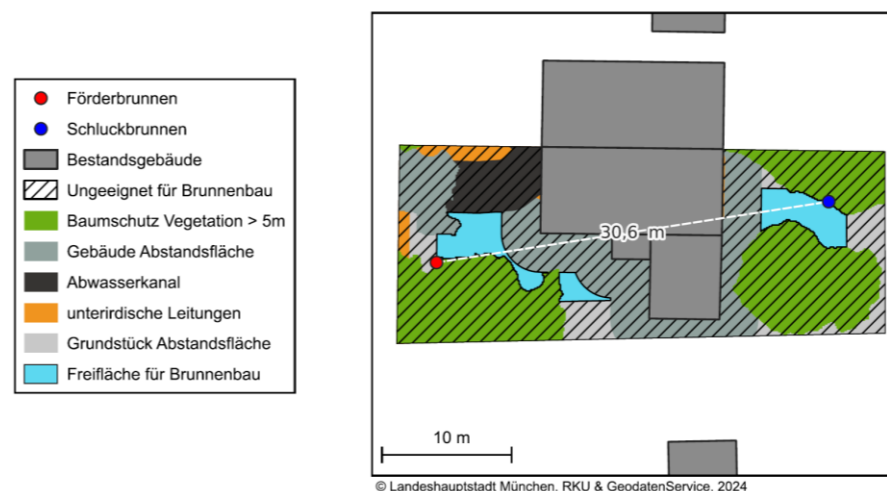 Förderbrunnen
Schluckbrunnen
Bestandsgebäude
Ungeeignet für Brunnenbau
Baumschutz Vegetation > 5m
Gebäude Abstandsfläche
Abwasserkanal
unterirdische Leitungen
Grundstück Abstandsfläche
Freifläche für Brunnenbau
30,6 m
10 m
© Landeshauptstadt München, RKU & GeodatenService, 2024